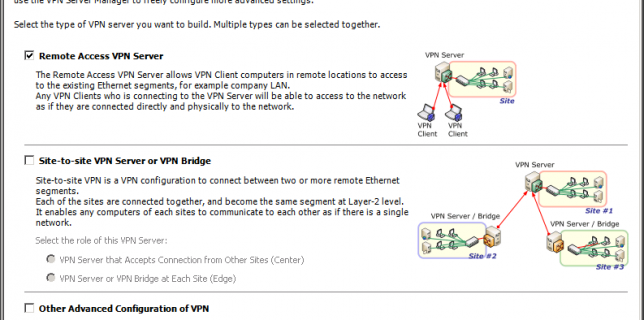 use the VPN Server Manager to freely configure more advanced settings.
Select the type of VPN server you want to build. Multiple types can be selected together.
Remote Access VPN Server
The Remote Access VPN Server allows VPN Client computers in remote locations to access
to the existing Ethernet segments, for example company LAN.
Any VPN Clients who is connecting to the VPN Server will be able to access to the network
as if they are connected directly and physically to the network.
VPN Server
Site
VPN
Client
VPN
Client
Site-to-site VPN Server or VPN Bridge
Site-to-site VPN is a VPN configuration to connect between two or more remote Ethernet
segments.
Each of the sites are connected together, and become the same segment at Layer-2 level.
It enables any computers of each sites to communicate to each other as if there is a single
network.
Select the role of this VPN Server:
VPN Server that Accepts Connection from Other Sites (Center)
VPN Server or VPN Bridge at Each Site (Edge)
VPN Server
Site #1
VPN Server / Bridge
Site #2
VPN Server / Bridge
Site #3
Other Advanced Configuration of VPN